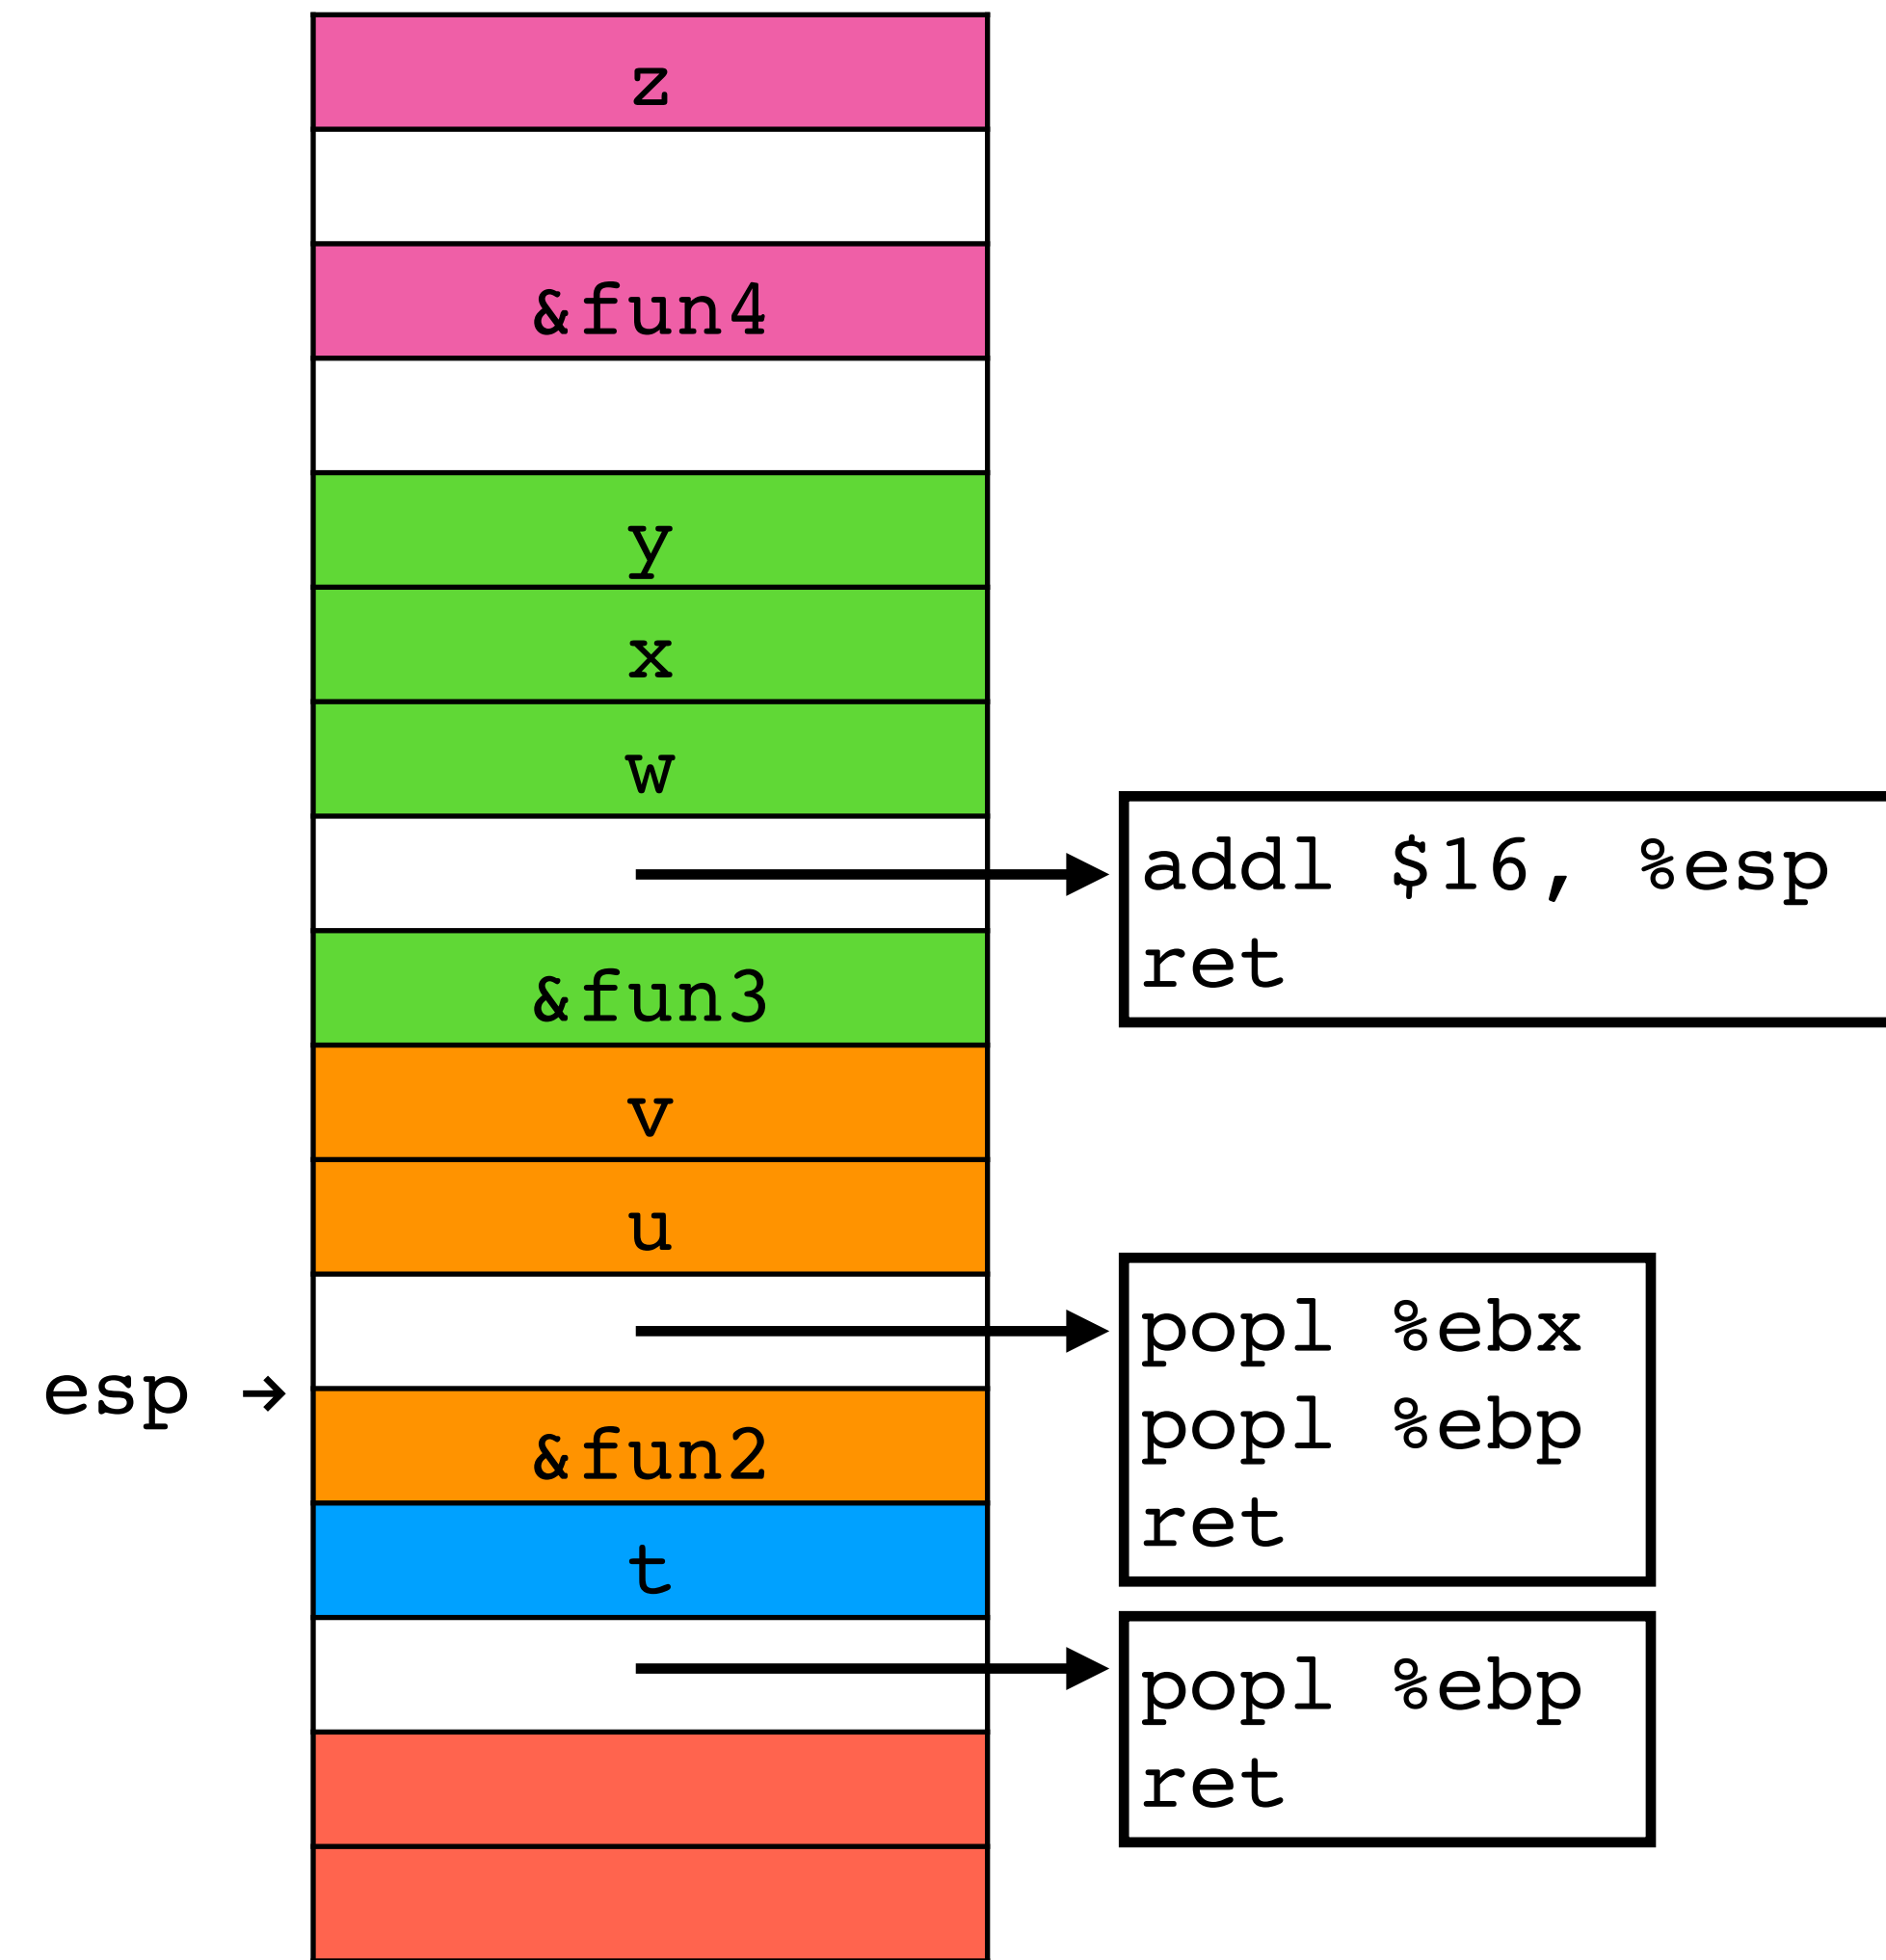 z
&fun4
y
x
w
addl $16, %esp
ret
&fun3
v
u
popl %ebx
popl %ebp
ret
esp →
&fun2
t
popl %ebp
ret